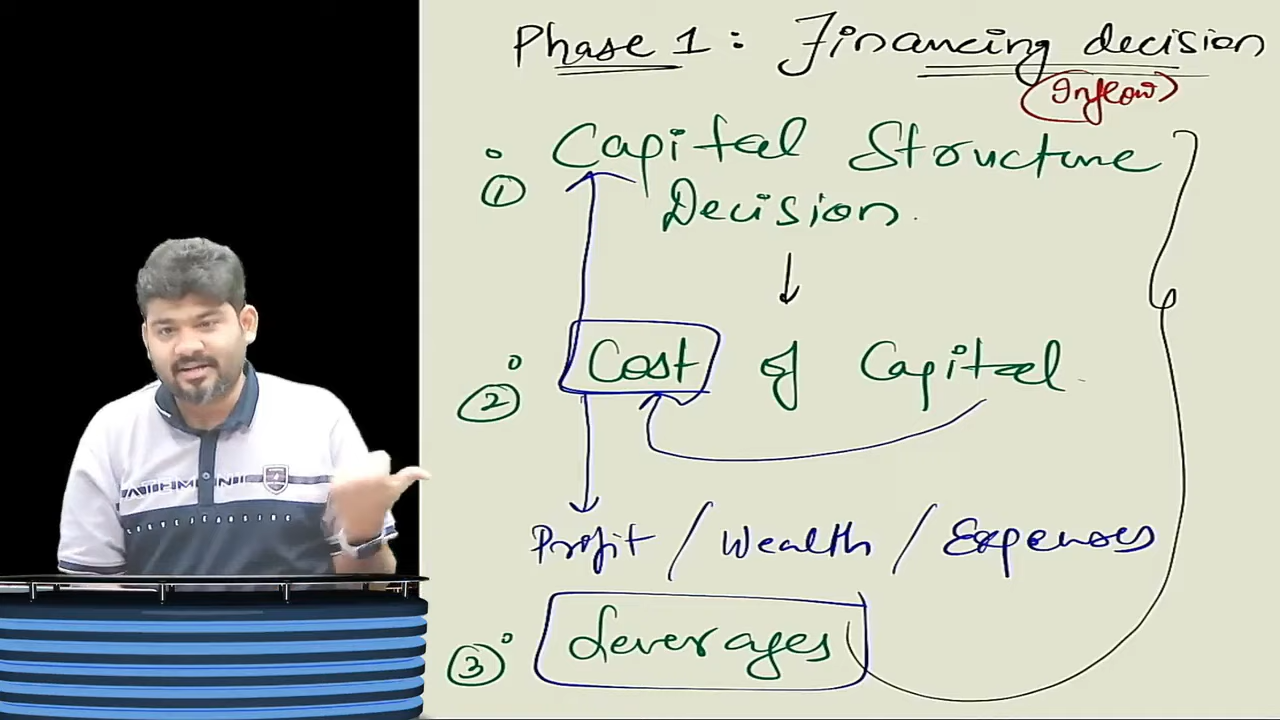 Phase 1 : Financing decision
(Inflow)
① Capital Structure
Decision.
② Cost of Capital.
Profit / Wealth / Expenses
③ Leverages